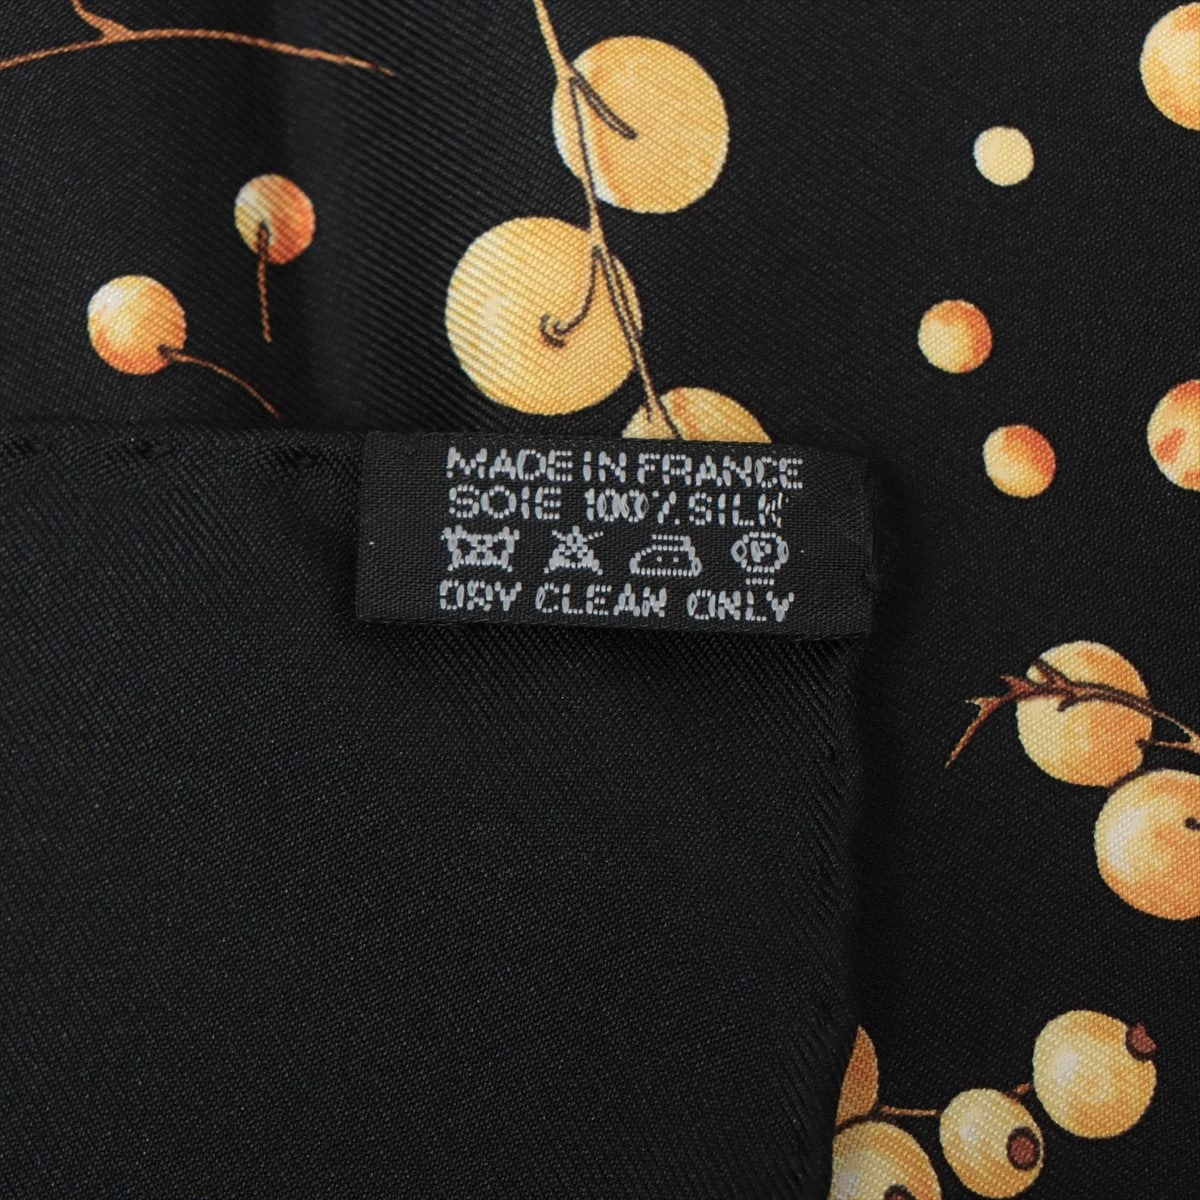 MADE IN FRANCE
SOIE 100% SILK
P
DRY CLEAN ONLY